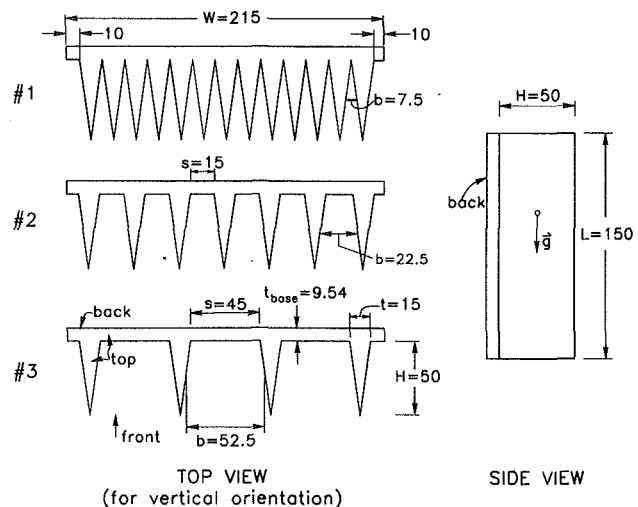 W=215
10
10
#1
b=7.5
s=15
#2
b=22.5
back
s=45
t_base=9.54
t=15
#3
top
H=50
front
b=52.5
TOP VIEW
(for vertical orientation)
H=50
back
g
L=150
SIDE VIEW